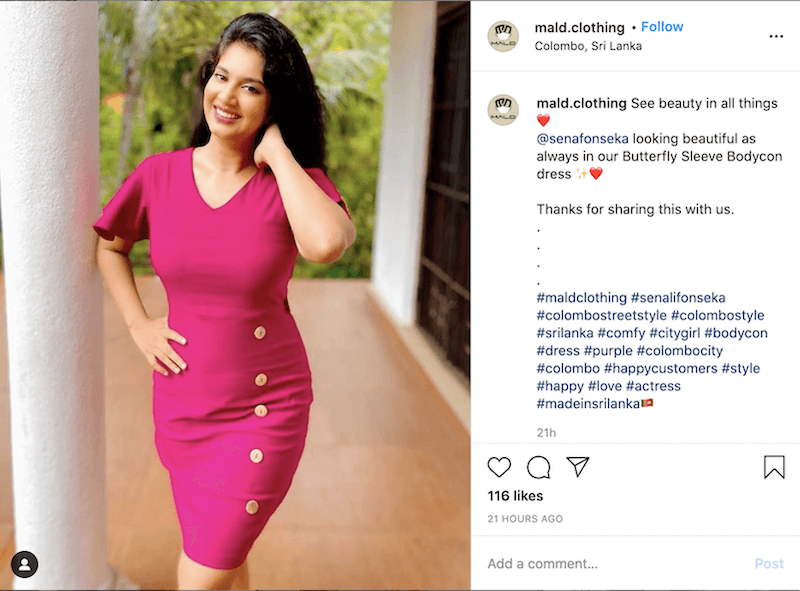 mald.clothing • Follow
Colombo, Sri Lanka
mald.clothing See beauty in all things
❤️
@senafonseka looking beautiful as
always in our Butterfly Sleeve Bodycon
dress ✨❤️
Thanks for sharing this with us.
.
.
.
.
#maldclothing #senalifonseka
#colombostreetstyle #colombostyle
#srilanka #comfy #citygirl #bodycon
#dress #purple #colombocity
#colombo #happycustomers #style
#happy #love #actress
#madeinsrilanka🇱🇰
21h
116 likes
21 HOURS AGO
Add a comment...
Post
MALD
MALD